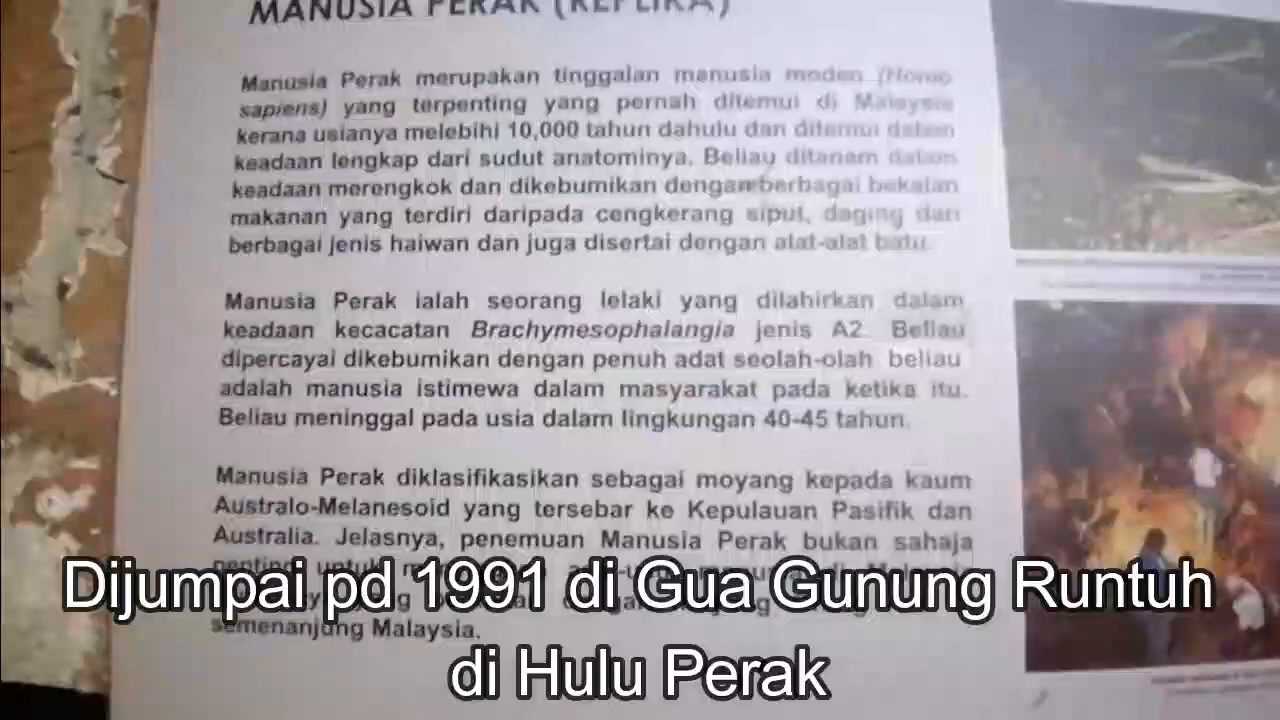 MANUSIA PERAK (REPLIKA)
Manusia Perak merupakan tinggalan manusia moden (Homo
sapiens) yang terpenting yang pernah ditemui di Malaysia
kerana usianya melebihi 10,000 tahun dahulu dan ditemui dalam
keadaan lengkap dari sudut anatominya. Beliau ditanam dalam
keadaan merengkok dan dikebumikan dengan berbagai bekalan
makanan yang terdiri daripada cengkerang siput, daging dari
berbagai jenis haiwan dan juga disertai dengan alat-alat batu.
Manusia Perak ialah seorang lelaki yang dilahirkan dalam
keadaan kecacatan Brachymesophalangia jenis A2. Beliau
dipercayai dikebumikan dengan penuh adat seolah-olah beliau
adalah manusia istimewa dalam masyarakat pada ketika itu.
Beliau meninggal pada usia dalam lingkungan 40-45 tahun.
Manusia Perak diklasifikasikan sebagai moyang kepada kaum
Australo-Melanesoid yang tersebar ke Kepulauan Pasifik dan
Australia. Jelasnya, penemuan Manusia Perak bukan sahaja
penting untuk
semenanjung Malaysia.
Dijumpai pd 1991 di Gua Gunung Runtuh
di Hulu Perak